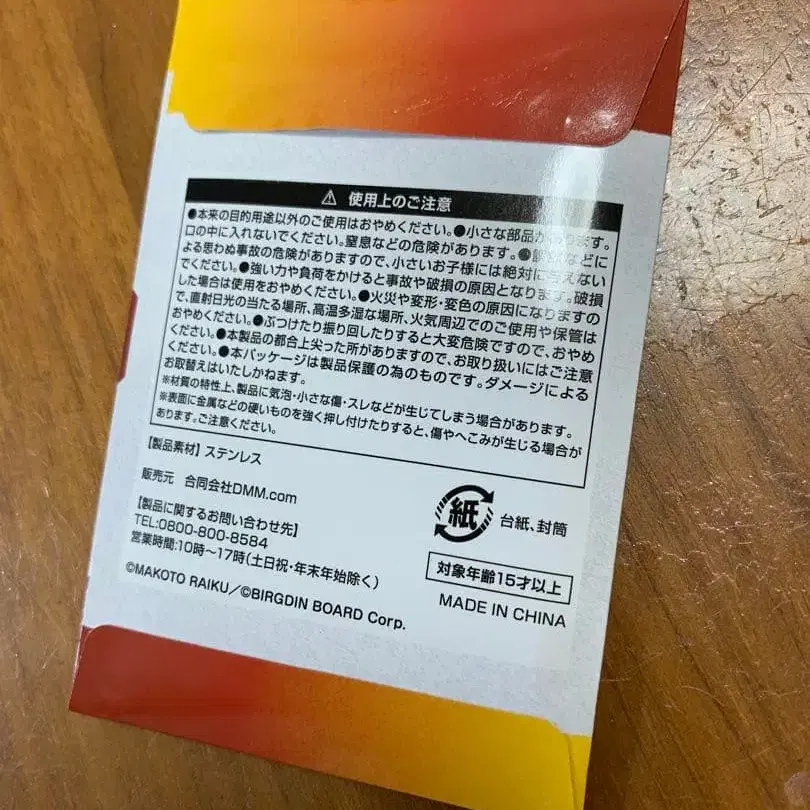 ⚠ 使用上のご注意
●本来の目的用途以外のご使用はおやめください。●小さな部品があります。
口の中に入れないでください。窒息などの危険があります。●誤飲などに
よる思わぬ事故の危険がありますので、小さいお子様には絶対に与えない
でください。●強い力や負荷をかけると事故や破損の原因となります。破損
した場合は使用をおやめください。●火災や変形・変色の原因になりますの
で、直射日光の当たる場所、高温多湿な場所、火気周辺でのご使用や保管は
おやめください。●ぶつけたり振り回したりすると大変危険ですので、おやめ
ください。●本製品の都合上尖った所がありますので、お取り扱いにはご注意
ください。●本パッケージは製品保護の為のものです。ダメージによる
お取替えはいたしかねます。
※材質の特性上、製品に気泡・小さな傷・スレなどが生じてしまう場合があります。
※表面に金属などの硬いものを強く押し付けたりすると、傷やへこみが生じる場合が
あります。ご注意ください。
【製品素材】ステンレス
販売元 合同会社DMM.com
【製品に関するお問い合わせ先】
TEL:0800-800-8584
営業時間:10時〜17時(土日祝・年末年始除く)
©MAKOTO RAIKU/©BIRGDIN BOARD Corp.
紙 台紙、封筒
対象年齢15才以上
MADE IN CHINA